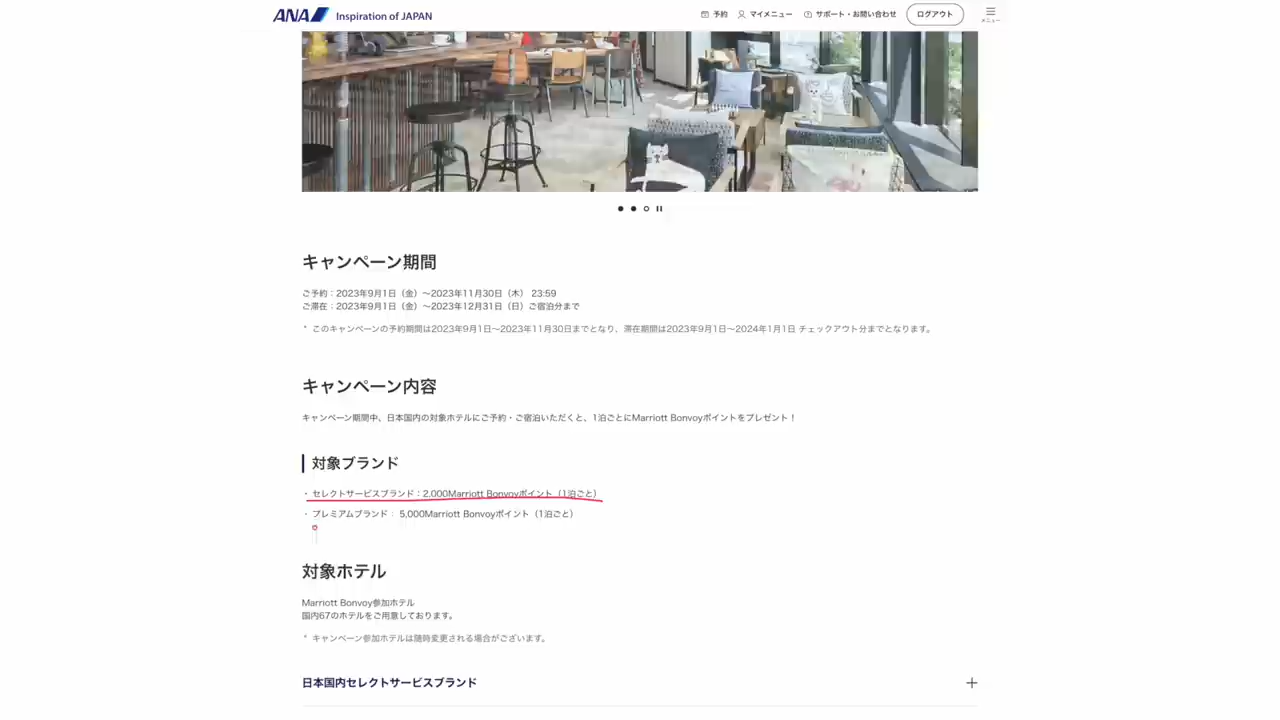 ANA Inspiration of JAPAN
予約 マイメニュー サポート・お問い合わせ ログアウト メニュー
キャンペーン期間
ご予約：2023年9月1日（金）～2023年11月30日（木） 23:59
ご滞在：2023年9月1日（金）～2023年12月31日（日）ご宿泊分まで
* このキャンペーンの予約期間は2023年9月1日～2023年11月30日までとなり、滞在期間は2023年9月1日～2024年1月1日 チェックアウト分までとなります。
キャンペーン内容
キャンペーン期間中、日本国内の対象ホテルにご予約・ご宿泊いただくと、1泊ごとにMarriott Bonvoyポイントをプレゼント！
対象ブランド
・ セレクトサービスブランド：2,000Marriott Bonvoyポイント（1泊ごと）
・ プレミアムブランド： 5,000Marriott Bonvoyポイント（1泊ごと）
対象ホテル
Marriott Bonvoy参加ホテル
国内67のホテルをご用意しております。
* キャンペーン参加ホテルは随時変更される場合がございます。
日本国内セレクトサービスブランド